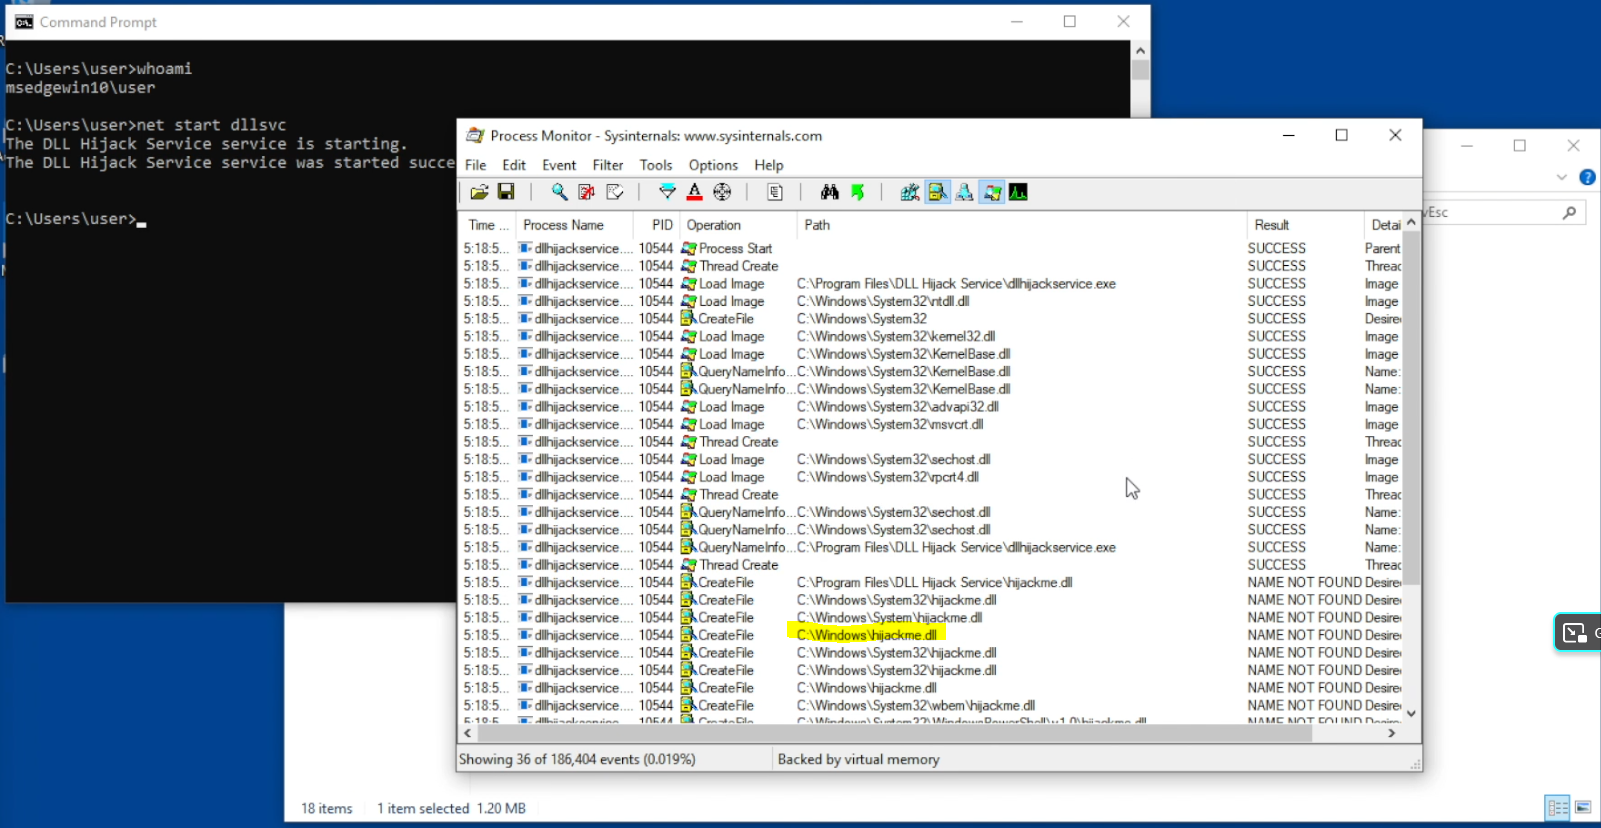 Command Prompt
C:\Users\user>whoami
msedgewin10\user
C:\Users\user>net start dllsvc
The DLL Hijack Service service is starting.
The DLL Hijack Service service was started succe
C:\Users\user>
Process Monitor - Sysinternals: www.sysinternals.com
File Edit Event Filter Tools Options Help
vEsc
Time ... Process Name PID Operation Path Result Detai
5:18:5... dllhijackservice.... 10544 Process Start SUCCESS Parent
5:18:5... dllhijackservice.... 10544 Thread Create SUCCESS Threac
5:18:5... dllhijackservice.... 10544 Load Image C:\Program Files\DLL Hijack Service\dllhijackservice.exe SUCCESS Image
5:18:5... dllhijackservice.... 10544 Load Image C:\Windows\System32\ntdll.dll SUCCESS Image
5:18:5... dllhijackservice.... 10544 CreateFile C:\Windows\System32 SUCCESS Desire
5:18:5... dllhijackservice.... 10544 Load Image C:\Windows\System32\kernel32.dll SUCCESS Image
5:18:5... dllhijackservice.... 10544 Load Image C:\Windows\System32\KernelBase.dll SUCCESS Image
5:18:5... dllhijackservice.... 10544 QueryNameInfo... C:\Windows\System32\KernelBase.dll SUCCESS Name:
5:18:5... dllhijackservice.... 10544 QueryNameInfo... C:\Windows\System32\KernelBase.dll SUCCESS Name:
5:18:5... dllhijackservice.... 10544 Load Image C:\Windows\System32\advapi32.dll SUCCESS Image
5:18:5... dllhijackservice.... 10544 Load Image C:\Windows\System32\msvcrt.dll SUCCESS Image
5:18:5... dllhijackservice.... 10544 Thread Create SUCCESS Threac
5:18:5... dllhijackservice.... 10544 Load Image C:\Windows\System32\sechost.dll SUCCESS Image
5:18:5... dllhijackservice.... 10544 Load Image C:\Windows\System32\rpcrt4.dll SUCCESS Image
5:18:5... dllhijackservice.... 10544 Thread Create SUCCESS Threac
5:18:5... dllhijackservice.... 10544 QueryNameInfo... C:\Windows\System32\sechost.dll SUCCESS Name:
5:18:5... dllhijackservice.... 10544 QueryNameInfo... C:\Windows\System32\sechost.dll SUCCESS Name:
5:18:5... dllhijackservice.... 10544 QueryNameInfo... C:\Program Files\DLL Hijack Service\dllhijackservice.exe SUCCESS Name:
5:18:5... dllhijackservice.... 10544 Thread Create SUCCESS Threac
5:18:5... dllhijackservice.... 10544 CreateFile C:\Program Files\DLL Hijack Service\hijackme.dll NAME NOT FOUND Desire
5:18:5... dllhijackservice.... 10544 CreateFile C:\Windows\System32\hijackme.dll NAME NOT FOUND Desire
5:18:5... dllhijackservice.... 10544 CreateFile C:\Windows\System\hijackme.dll NAME NOT FOUND Desire
5:18:5... dllhijackservice.... 10544 CreateFile C:\Windows\hijackme.dll NAME NOT FOUND Desire
5:18:5... dllhijackservice.... 10544 CreateFile C:\Windows\System32\hijackme.dll NAME NOT FOUND Desire
5:18:5... dllhijackservice.... 10544 CreateFile C:\Windows\System32\hijackme.dll NAME NOT FOUND Desire
5:18:5... dllhijackservice.... 10544 CreateFile C:\Windows\hijackme.dll NAME NOT FOUND Desire
5:18:5... dllhijackservice.... 10544 CreateFile C:\Windows\System32\wbem\hijackme.dll NAME NOT FOUND Desire
5:18:5... dllhijackservice.... 10544 CreateFile C:\Windows\System32\WindowsPowerShell\v1.0\hijackme.dll NAME NOT FOUND Desire
Showing 36 of 186,404 events (0.019%) Backed by virtual memory
18 items 1 item selected 1.20 MB